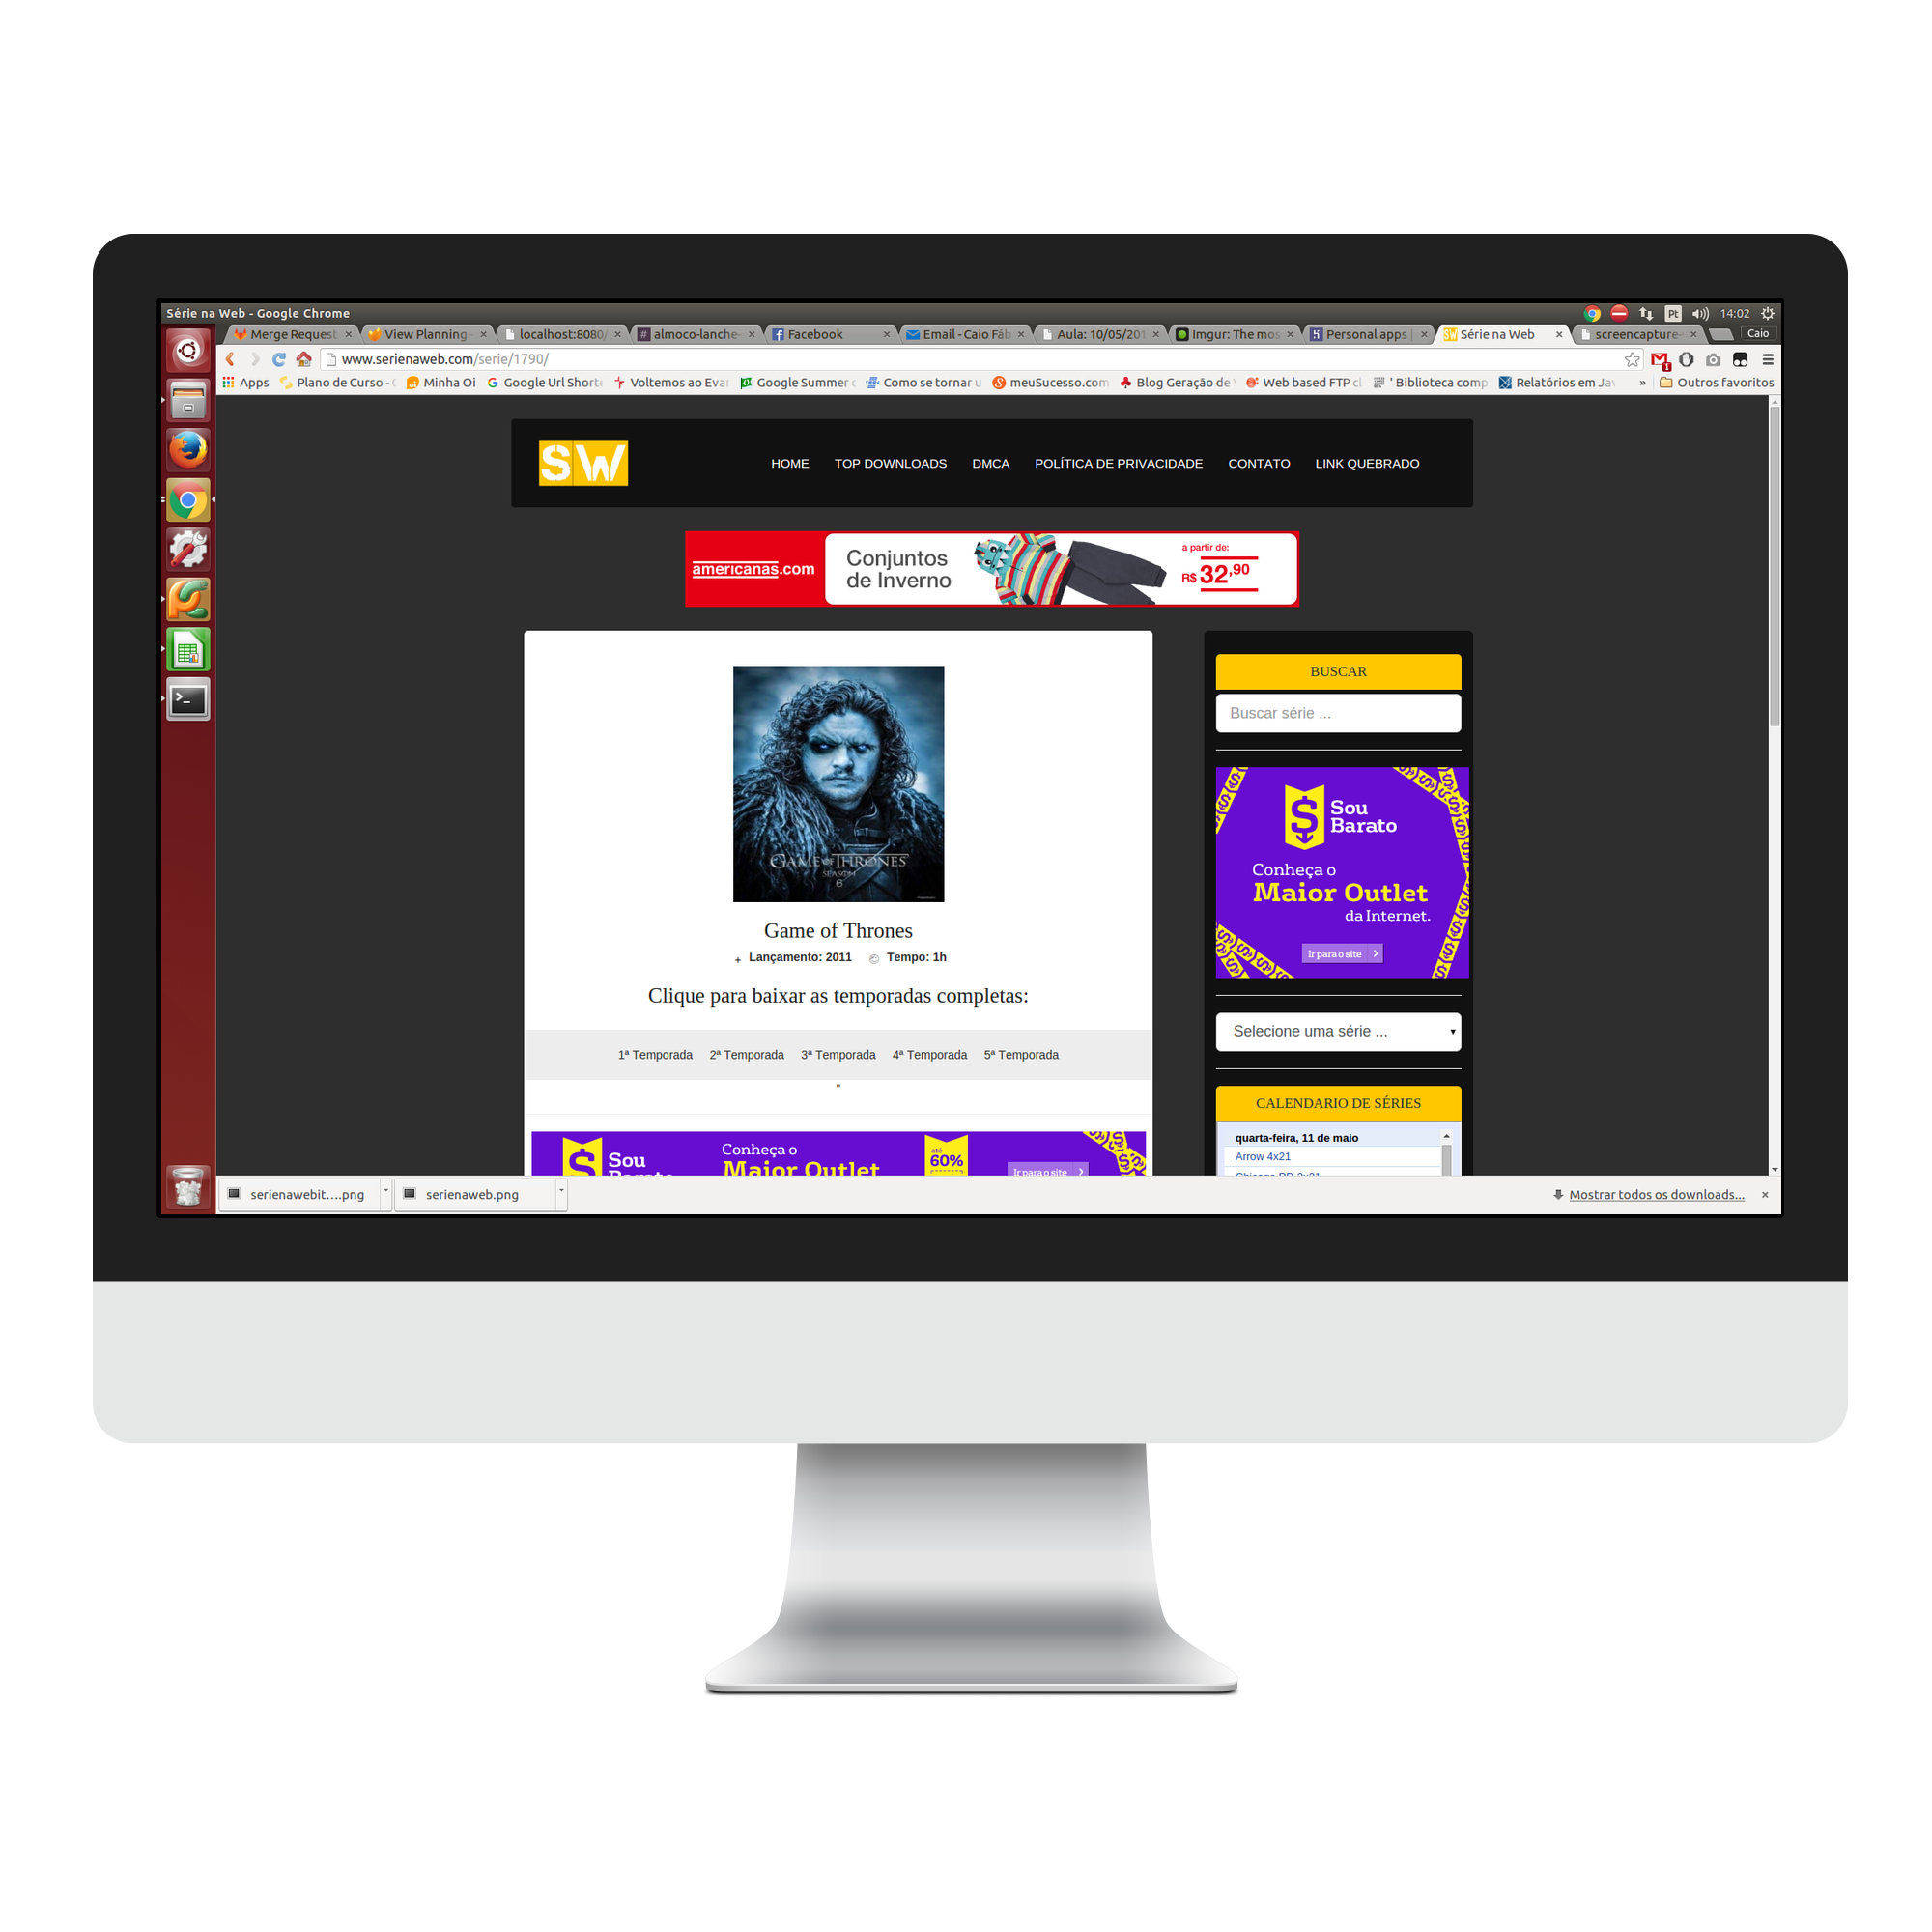 Série na Web - Google Chrome
Pt 14:02
Merge Request
View Planning
localhost:8080/
almoco-lanche
Facebook
Email - Caio Fáb
Aula: 10/05/201
Imgur: The mos
Personal apps |
Série na Web
screencapture-
Caio
www.serienaweb.com/serie/1790/
1
Apps
Plano de Curso - (
Minha Oi
Google Url Short
Voltemos ao Eva
Google Summer
Como se tornar u
meuSucesso.com
Blog Geração de
Web based FTP cl
' Biblioteca comp
Relatórios em Ja
»
Outros favoritos
SW
HOME
TOP DOWNLOADS
DMCA
POLÍTICA DE PRIVACIDADE
CONTATO
LINK QUEBRADO
americanas.com
Conjuntos
de Inverno
a partir de:
R$ 32,90
GAME OF THRONES
SEASON
6
Game of Thrones
+ Lançamento: 2011 Tempo: 1h
Clique para baixar as temporadas completas:
1ª Temporada 2ª Temporada 3ª Temporada 4ª Temporada 5ª Temporada
"
Sou
Conheça o
Maior Outlet
até
60%
Ir para o site
BUSCAR
Buscar série ...
Sou
Barato
Conheça o
Maior Outlet
da Internet.
Ir para o site
Selecione uma série ...
CALENDARIO DE SÉRIES
quarta-feira, 11 de maio
Arrow 4x21
serienawebit....png
serienaweb.png
Mostrar todos os downloads...